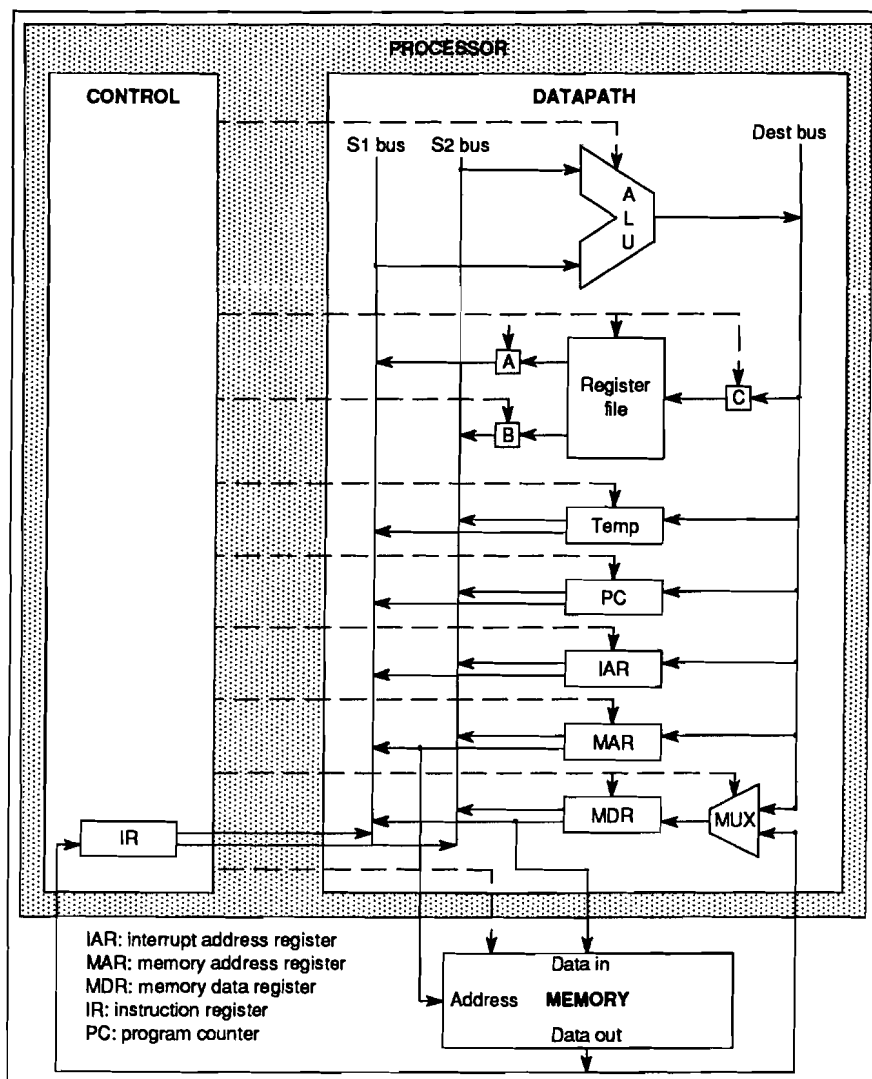 PROCESSOR
CONTROL
DATAPATH
S1 bus
S2 bus
Dest bus
A
L
U
A
Register
file
C
B
Temp
PC
IAR
MAR
MDR
MUX
IR
IAR: interrupt address register
MAR: memory address register
MDR: memory data register
IR: instruction register
PC: program counter
Data in
Address MEMORY
Data out